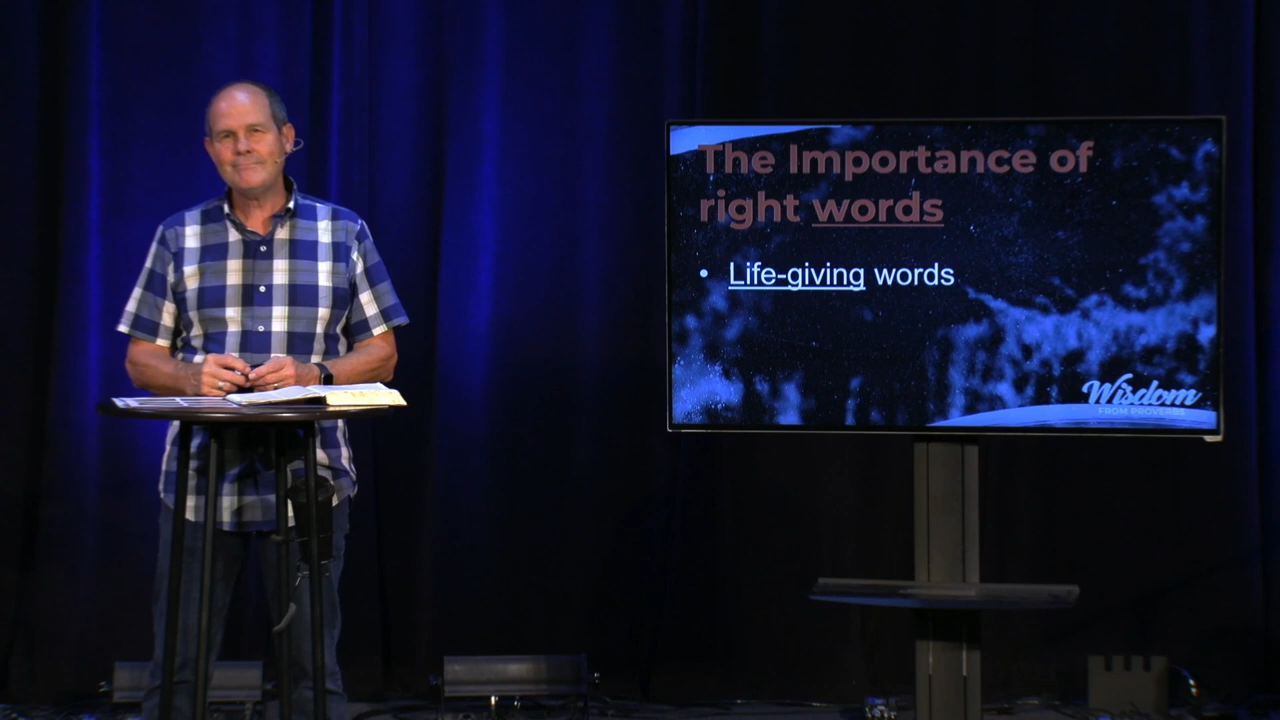 The Importance of
right words
• Life-giving words
Wisdom
FROM PROVERBS